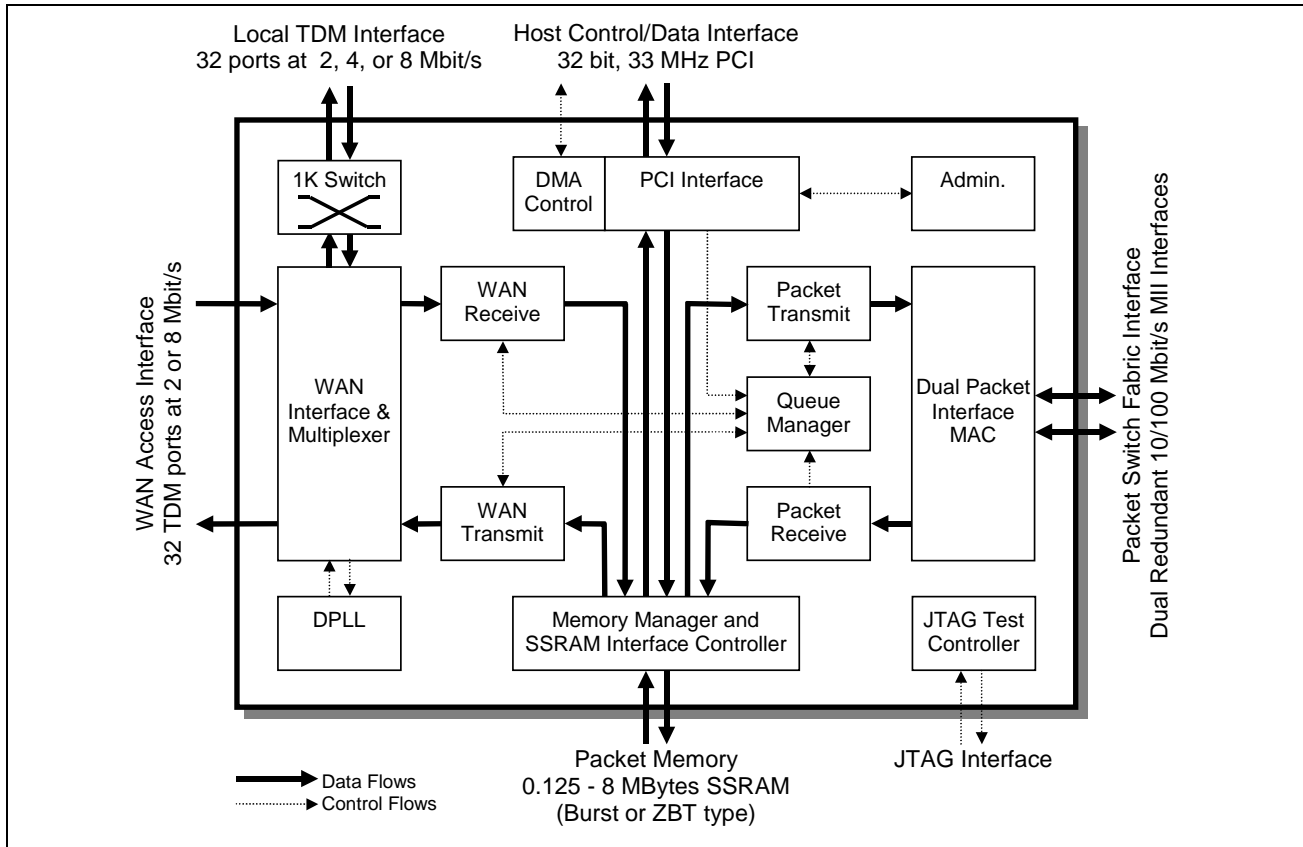 Local TDM Interface
32 ports at 2, 4, or 8 Mbit/s
Host Control/Data Interface
32 bit, 33 MHz PCI
1K Switch
DMA
Control
PCI Interface
Admin.
WAN Access Interface
32 TDM ports at 2 or 8 Mbit/s
WAN
Interface &
Multiplexer
WAN
Receive
Packet
Transmit
Queue
Manager
Dual Packet
Interface
MAC
Packet Switch Fabric Interface
Dual Redundant 10/100 Mbit/s MII Interfaces
WAN
Transmit
Packet
Receive
DPLL
Memory Manager and
SSRAM Interface Controller
JTAG Test
Controller
Packet Memory
0.125 - 8 MBytes SSRAM
(Burst or ZBT type)
JTAG Interface
Data Flows
Control Flows